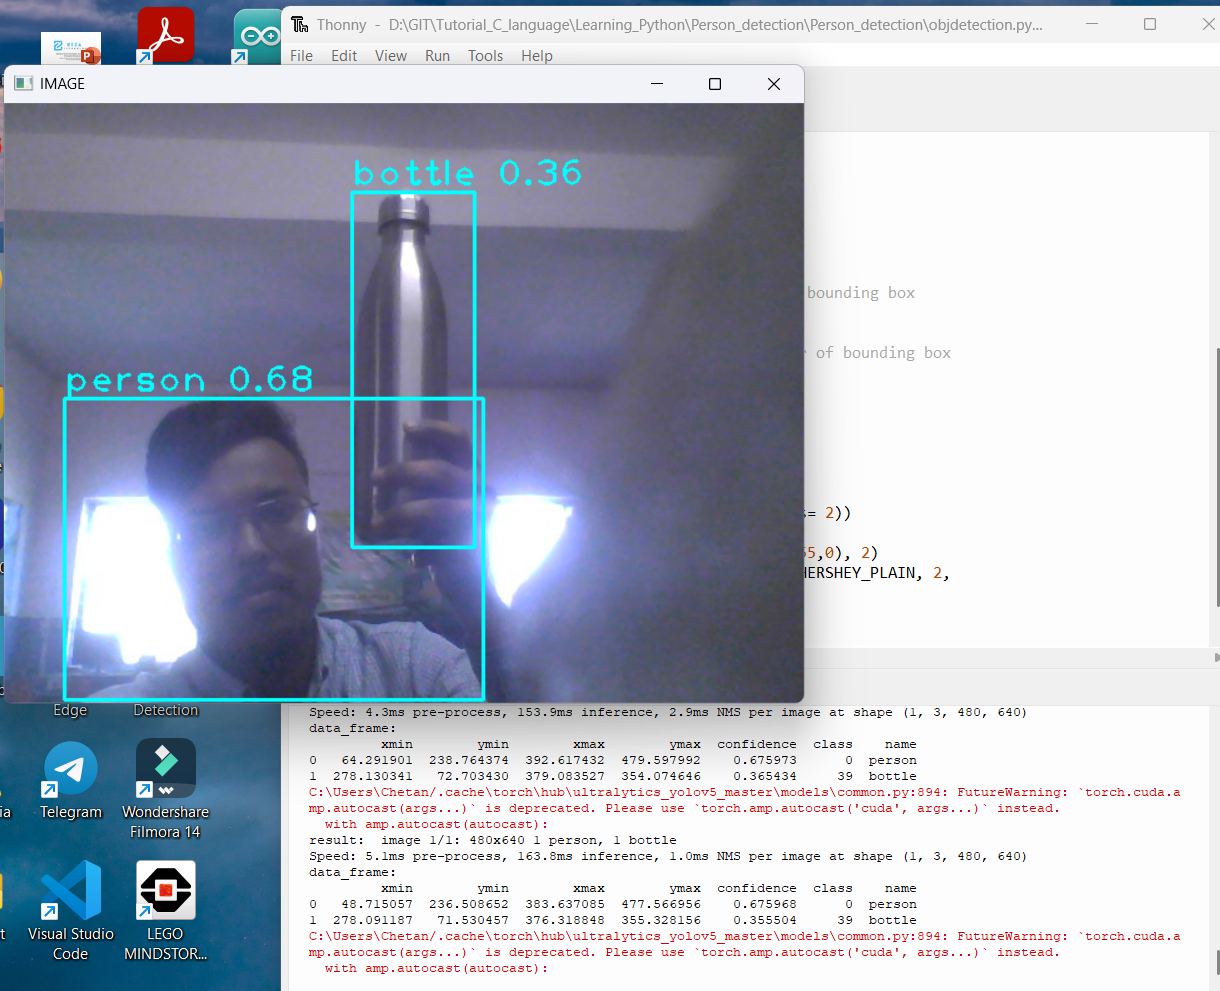 Thonny - D:\GIT\Tutorial_C_language\Learning_Python\Person_detection\Person_detection\objdetection.py...
File Edit View Run Tools Help
IMAGE
bottle 0.36
person 0.68
bounding box
of bounding box
= 2))
55,0), 2)
HERSHEY_PLAIN, 2,
Edge
Detection
Telegram
Wondershare
Filmora 14
Visual Studio
Code
LEGO
MINDSTOR...
Speed: 4.3ms pre-process, 153.9ms inference, 2.9ms NMS per image at shape (1, 3, 480, 640)
data_frame:
xmin ymin xmax ymax confidence class name
0 64.291901 238.764374 392.617432 479.597992 0.675973 0 person
1 278.130341 72.703430 379.083527 354.074646 0.365434 39 bottle
C:\Users\Chetan/.cache\torch\hub\ultralytics_yolov5_master\models\common.py:894: FutureWarning: `torch.cuda.a
mp.autocast(args...)` is deprecated. Please use `torch.amp.autocast('cuda', args...)` instead.
with amp.autocast(autocast):
result: image 1/1: 480x640 1 person, 1 bottle
Speed: 5.1ms pre-process, 163.8ms inference, 1.0ms NMS per image at shape (1, 3, 480, 640)
data_frame:
xmin ymin xmax ymax confidence class name
0 48.715057 236.508652 383.637085 477.566956 0.675968 0 person
1 278.091187 71.530457 376.318848 355.328156 0.355504 39 bottle
C:\Users\Chetan/.cache\torch\hub\ultralytics_yolov5_master\models\common.py:894: FutureWarning: `torch.cuda.a
mp.autocast(args...)` is deprecated. Please use `torch.amp.autocast('cuda', args...)` instead.
with amp.autocast(autocast):